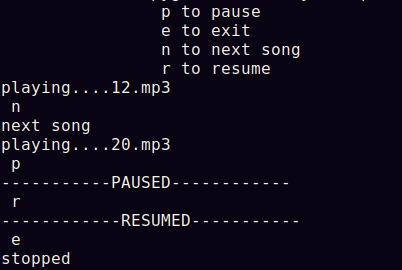 p to pause
e to exit
n to next song
r to resume
playing....12.mp3
n
next song
playing....20.mp3
p
-----------PAUSED------------
r
------------RESUMED-----------
e
stopped